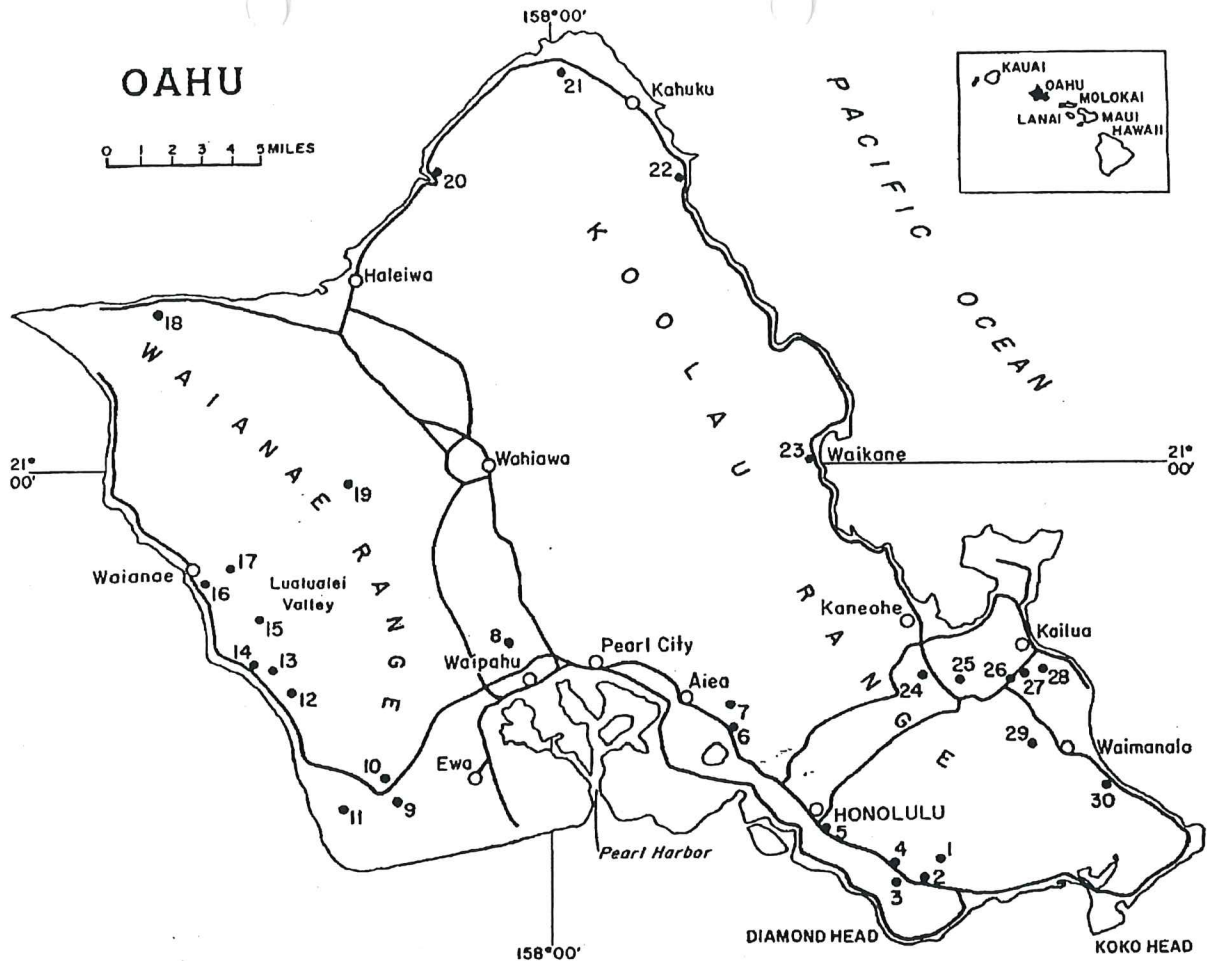 158°00'
OAHU
0 1 2 3 4 5 MILES
KAUAI
OAHU
MOLOKAI
LANAI
MAUI
HAWAII
PACIFIC OCEAN
21
Kahuku
20
22
KOOLAU RANGE
Haleiwa
18
WAIANAE RANGE
21°
00'
Wahiawa
23
Waikane
21°
00'
19
Waianae
17
16
Lualualei
Valley
15
14
13
12
8
Waipahu
Pearl City
Aiea
7
6
Kaneohe
Kailua
24
25
26
27
28
29
Waimanala
30
10
9
11
Ewa
HONOLULU
5
4
1
3
2
Pearl Harbor
DIAMOND HEAD
KOKO HEAD
158°00'